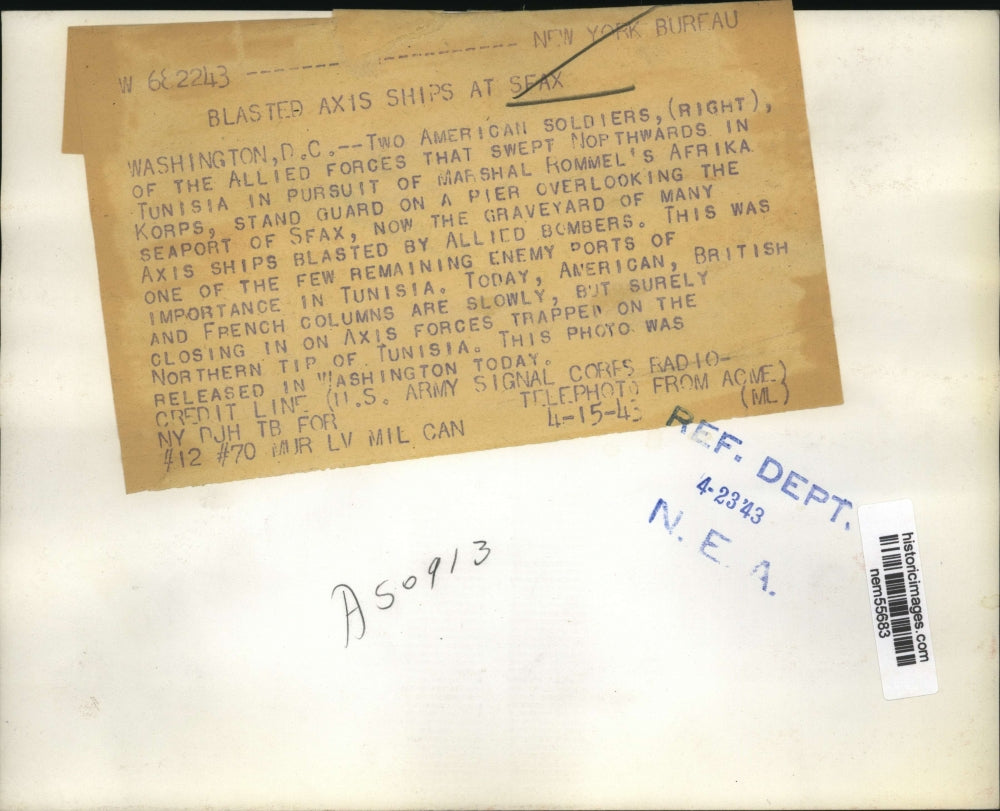 NEW YORK BUREAU
W 682243 ---------- ---------------
BLASTED AXIS SHIPS AT SFAX
WASHINGTON, D.C.--TWO AMERICAN SOLDIERS, (RIGHT),
OF THE ALLIED FORCES THAT SWEPT NORTHWARDS IN
TUNISIA IN PURSUIT OF MARSHAL ROMMEL'S AFRIKA
KORPS, STAND GUARD ON A PIER OVERLOOKING THE
SEAPORT OF SFAX, NOW THE GRAVEYARD OF MANY
AXIS SHIPS BLASTED BY ALLIED BOMBERS. THIS WAS
ONE OF THE FEW REMAINING ENEMY PORTS OF
IMPORTANCE IN TUNISIA. TODAY, AMERICAN, BRITISH
AND FRENCH COLUMNS ARE SLOWLY, BUT SURELY
CLOSING IN ON AXIS FORCES TRAPPED ON THE
NORTHERN TIP OF TUNISIA. THIS PHOTO WAS
RELEASED IN WASHINGTON TODAY.
CREDIT LINE (U.S. ARMY SIGNAL CORPS RADIO-
TELEPHOTO FROM ACME)
NY DJH TB FOR 4-15-43 (ML)
#12 #70 MUR LV MIL CAN
REF. DEPT.
4-23'43
N. E. A.
A50913
historicimages.com
nem55683